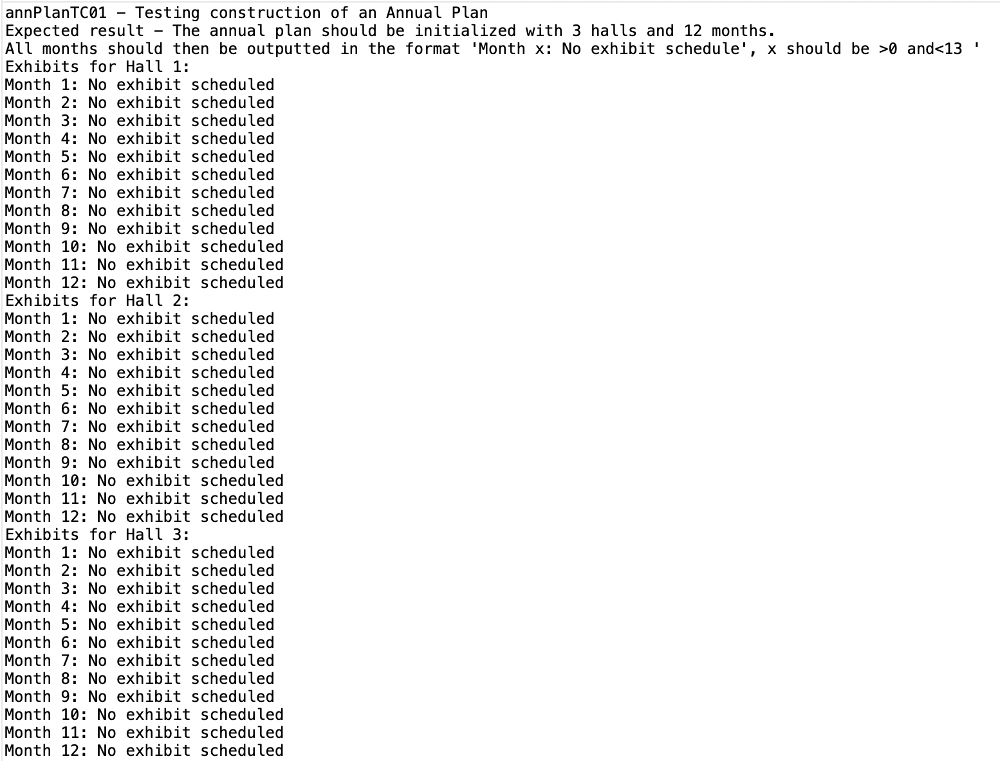 annPlanTC01 – Testing construction of an Annual Plan
Expected result – The annual plan should be initialized with 3 halls and 12 months.
All months should then be outputted in the format 'Month x: No exhibit schedule', x should be >0 and<13 '
Exhibits for Hall 1:
Month 1: No exhibit scheduled
Month 2: No exhibit scheduled
Month 3: No exhibit scheduled
Month 4: No exhibit scheduled
Month 5: No exhibit scheduled
Month 6: No exhibit scheduled
Month 7: No exhibit scheduled
Month 8: No exhibit scheduled
Month 9: No exhibit scheduled
Month 10: No exhibit scheduled
Month 11: No exhibit scheduled
Month 12: No exhibit scheduled
Exhibits for Hall 2:
Month 1: No exhibit scheduled
Month 2: No exhibit scheduled
Month 3: No exhibit scheduled
Month 4: No exhibit scheduled
Month 5: No exhibit scheduled
Month 6: No exhibit scheduled
Month 7: No exhibit scheduled
Month 8: No exhibit scheduled
Month 9: No exhibit scheduled
Month 10: No exhibit scheduled
Month 11: No exhibit scheduled
Month 12: No exhibit scheduled
Exhibits for Hall 3:
Month 1: No exhibit scheduled
Month 2: No exhibit scheduled
Month 3: No exhibit scheduled
Month 4: No exhibit scheduled
Month 5: No exhibit scheduled
Month 6: No exhibit scheduled
Month 7: No exhibit scheduled
Month 8: No exhibit scheduled
Month 9: No exhibit scheduled
Month 10: No exhibit scheduled
Month 11: No exhibit scheduled
Month 12: No exhibit scheduled